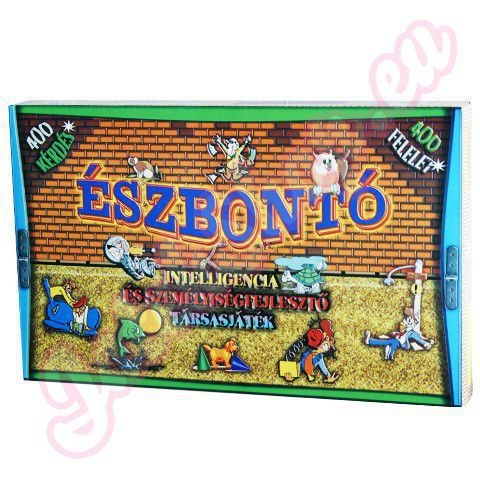 400
KÉRDÉS
400
FELELET
ÉSZBONTÓ
INTELLIGENCIA
ÉS SZEMÉLYISÉGFEJLESZTŐ
TÁRSASJÁTÉK